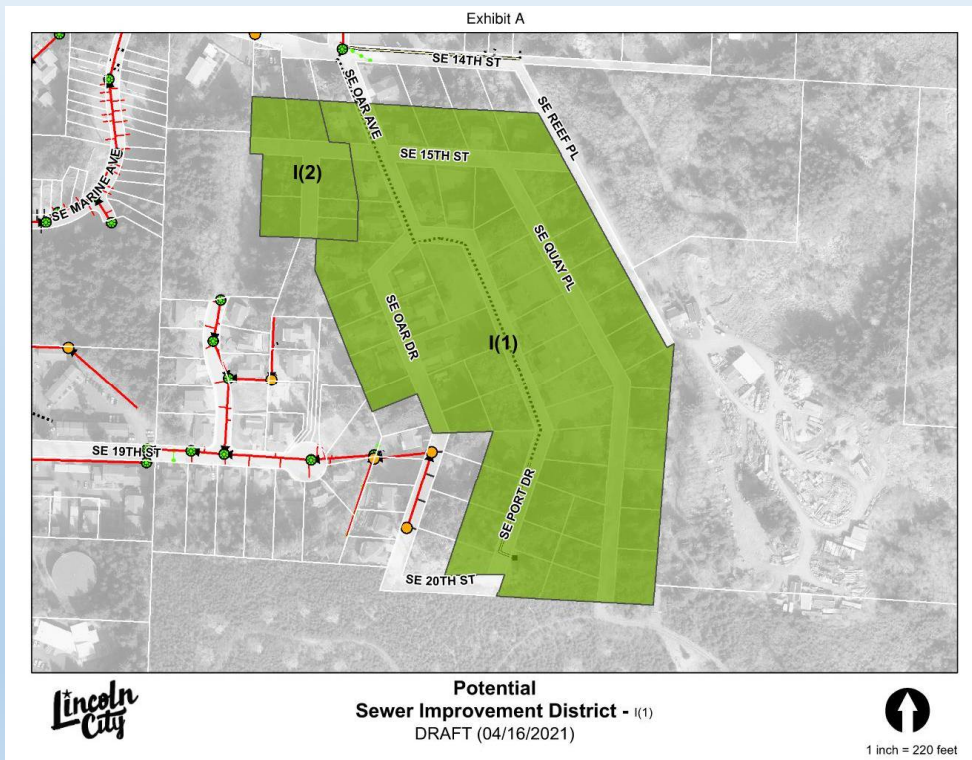 Exhibit A
SE 14TH ST
SE OAR AVE
SE REEF PL
SE 15TH ST
I(2)
SE MARINE AVE
SE QUAY PL
SE OAR DR
I(1)
SE 19TH ST
SE PORT DR
SE 20TH ST
Lincoln
City
Potential
Sewer Improvement District - I(1)
DRAFT (04/16/2021)
1 inch = 220 feet